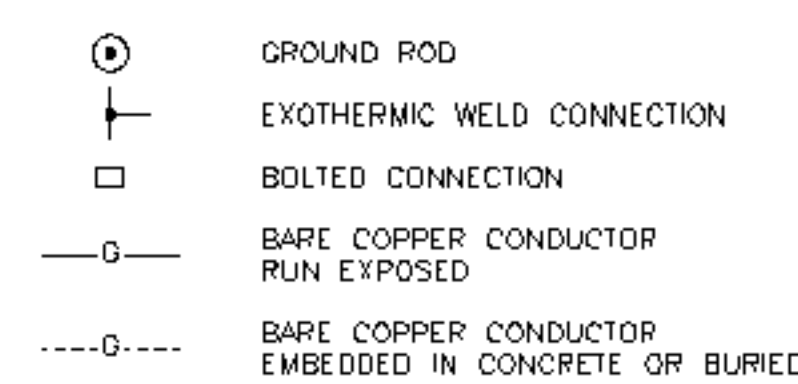 GROUND ROD
EXOTHERMIC WELD CONNECTION
BOLTED CONNECTION
G
BARE COPPER CONDUCTOR
RUN EXPOSED
G
BARE COPPER CONDUCTOR
EMBEDDED IN CONCRETE OR BURIED